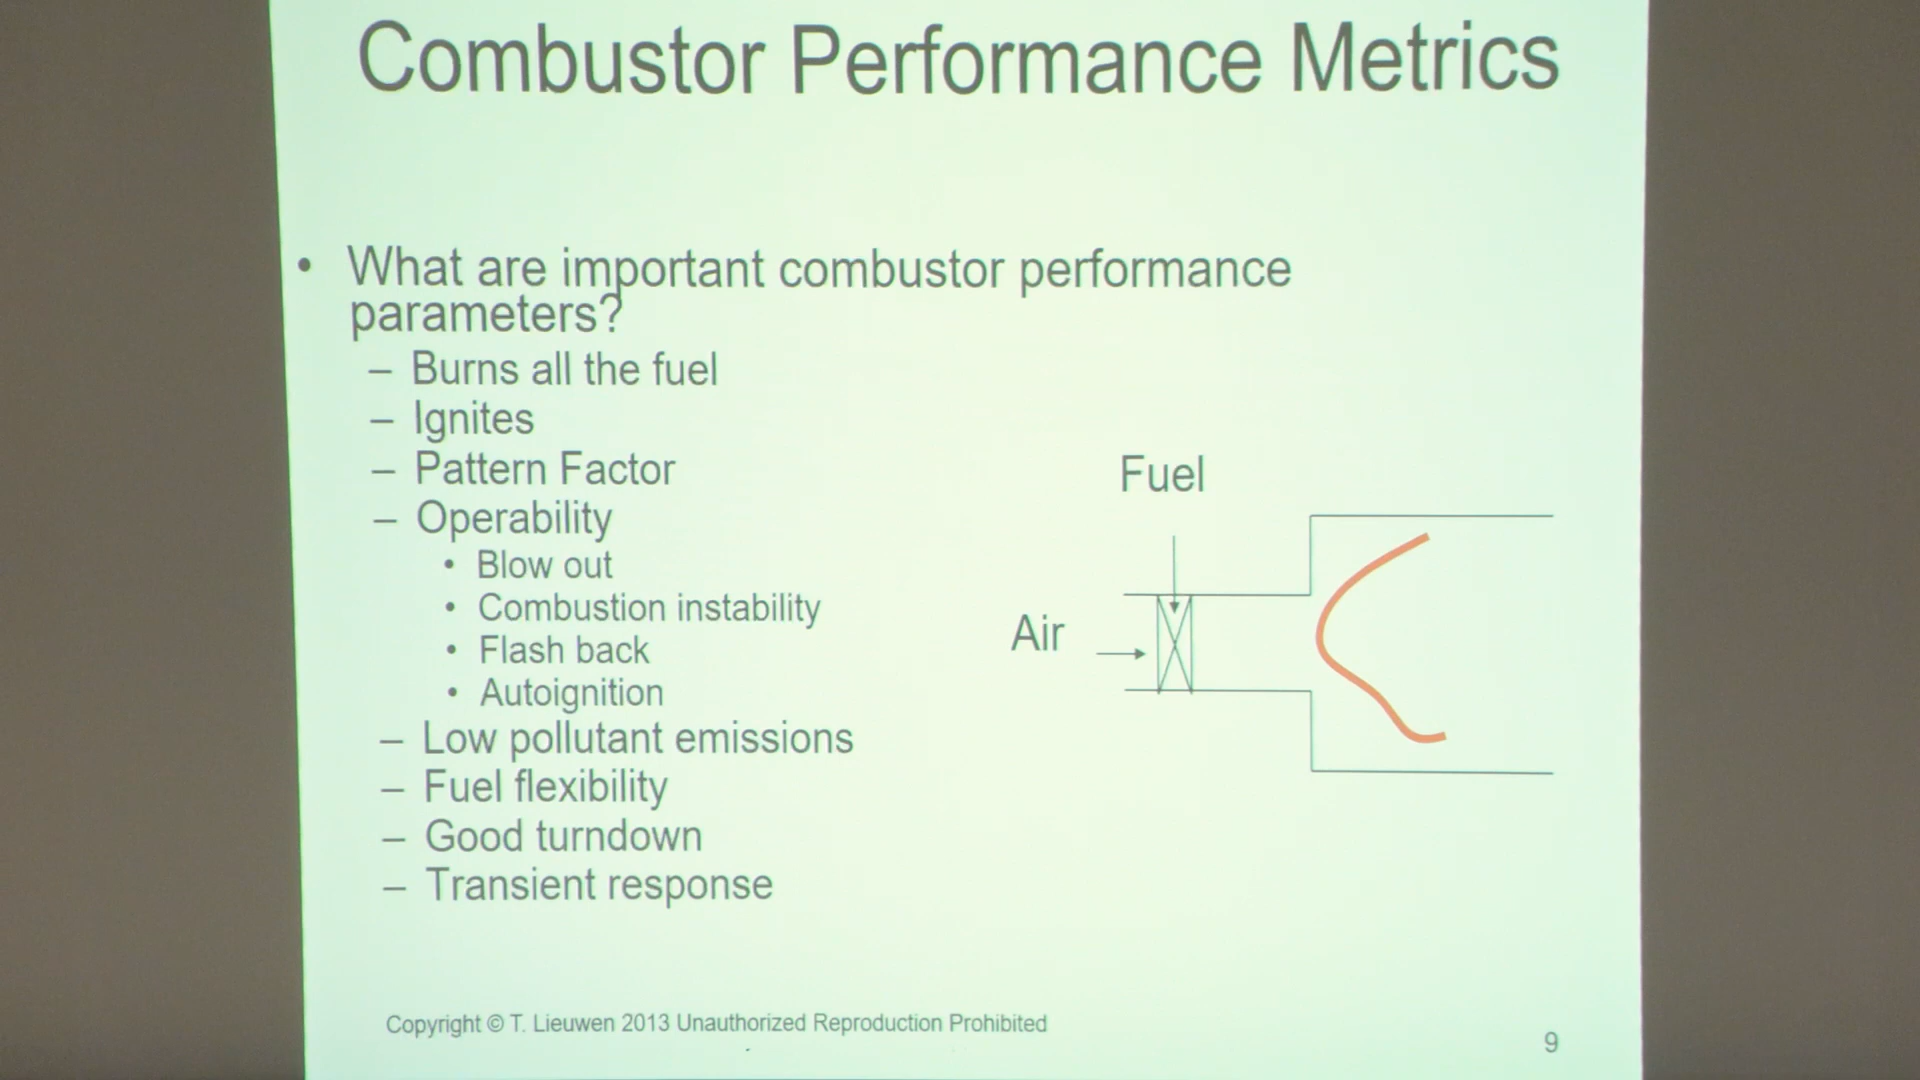 Combustor Performance Metrics
• What are important combustor performance
parameters?
– Burns all the fuel
– Ignites
– Pattern Factor
– Operability
• Blow out
• Combustion instability
• Flash back
• Autoignition
– Low pollutant emissions
– Fuel flexibility
– Good turndown
– Transient response
Fuel
Air
Copyright © T. Lieuwen 2013 Unauthorized Reproduction Prohibited
9